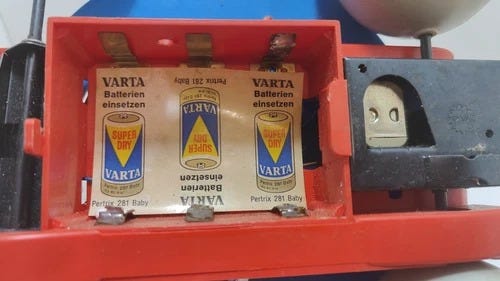 VARTA
Batterien
einsetzen
SUPER
DRY
VARTA
Pertrix 281 Baby
VARTA
Batterien
einsetzen
SUPER
DRY
VARTA
Pertrix 281 Baby
VARTA
Batterien
einsetzen
SUPER
DRY
VARTA
Pertrix 281 Baby